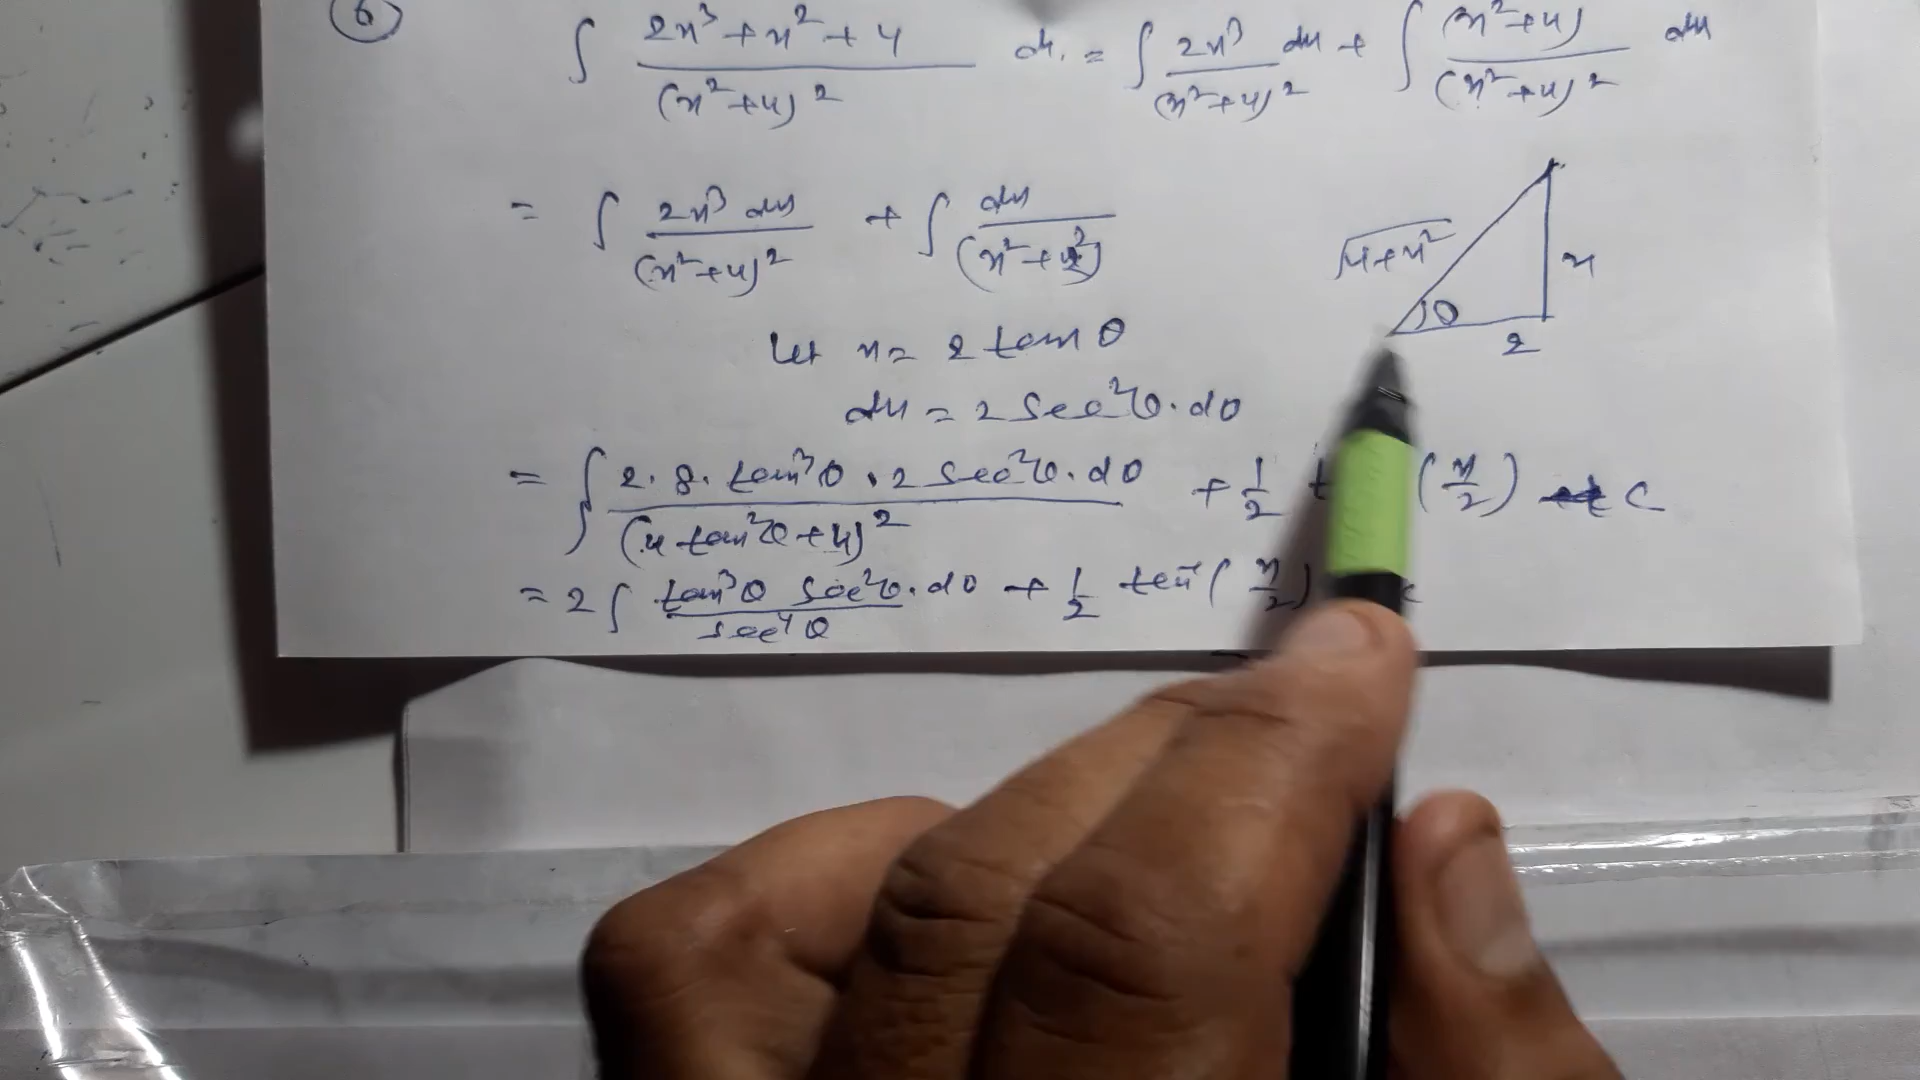 6
∫ (2x³ + x² + 4)/(x² + 4)² dx = ∫ 2x³/(x² + 4)² dx + ∫ (x² + 4)/(x² + 4)² dx
= ∫ 2x³ dx/(x² + 4)² + ∫ dx/(x² + 2²)
√4+x² x
θ 2
Let x = 2 tan θ
dx = 2 sec²θ · dθ
= ∫ 2 · 8 · tan³θ · 2 sec²θ · dθ/(4 tan²θ + 4)² + 1/2 (x/2) + c
= 2 ∫ tan³θ sec²θ · dθ/sec⁴θ + 1/2 tan⁻(x/2) c